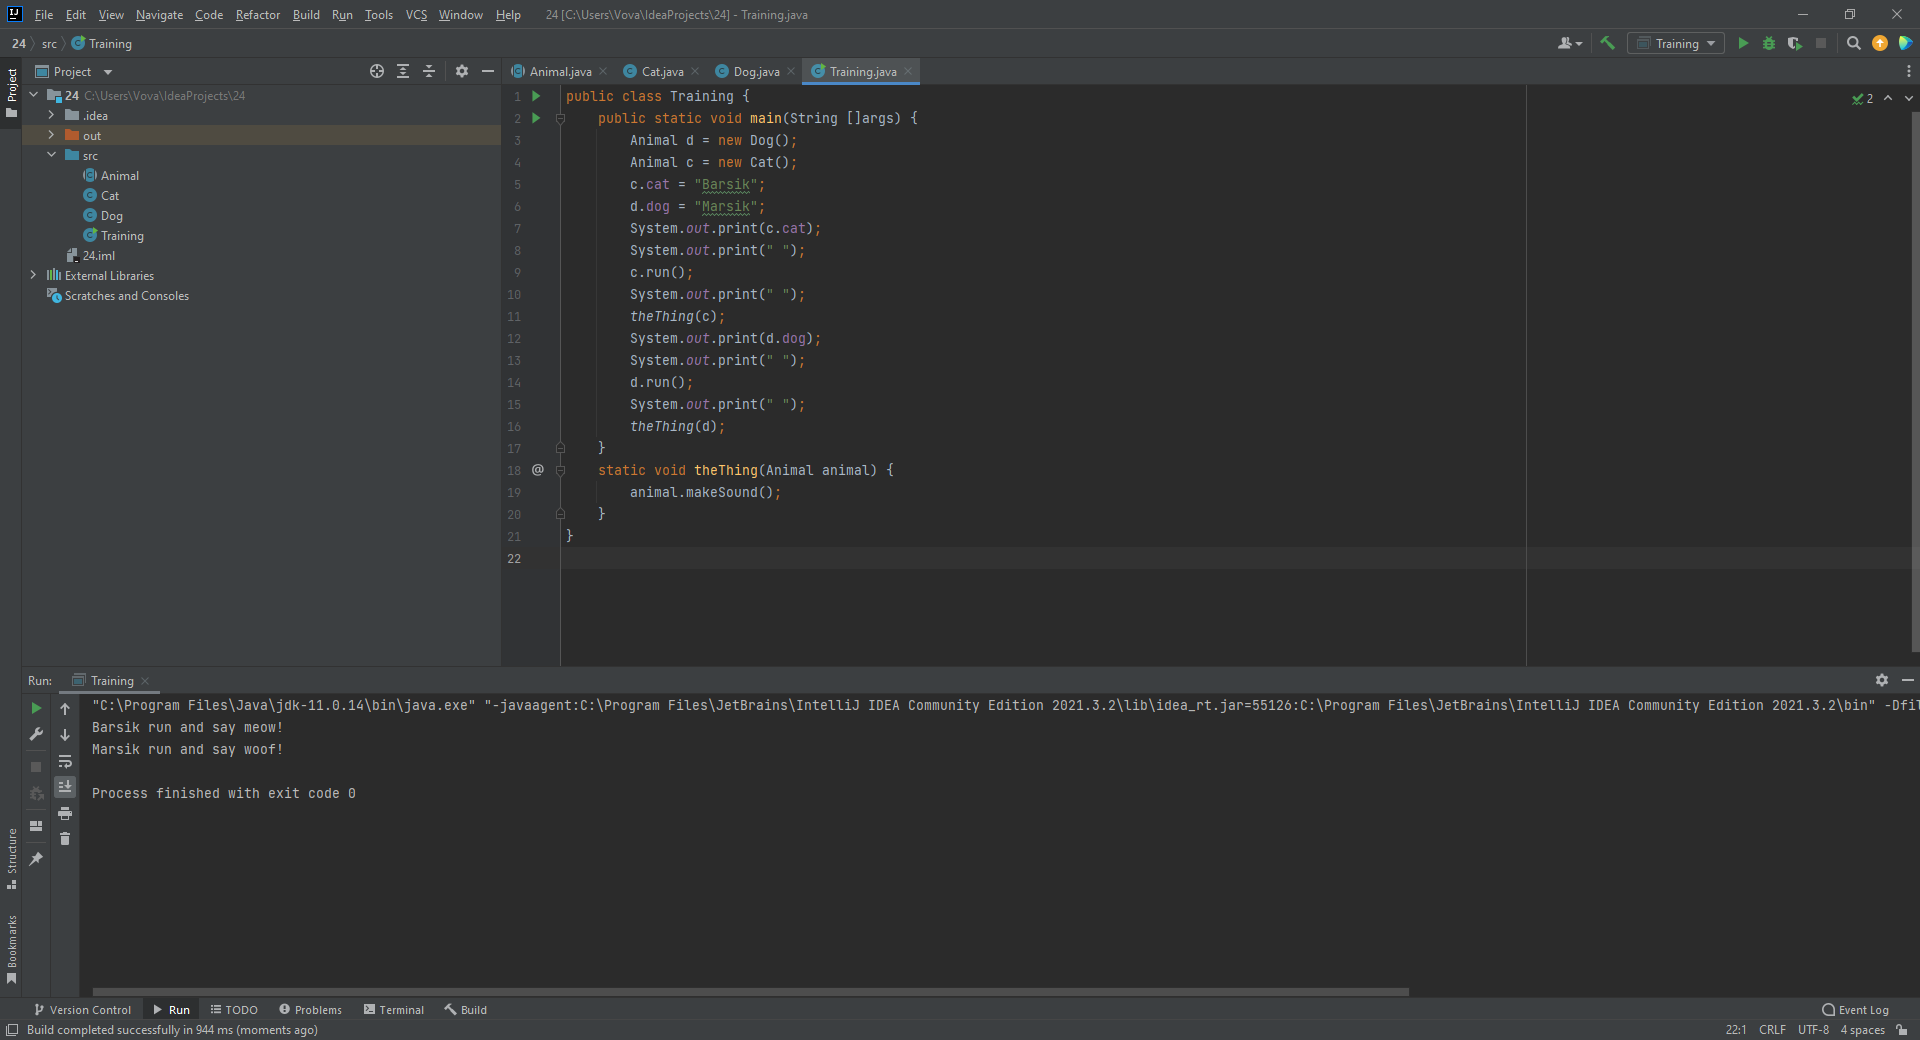 File Edit View Navigate Code Refactor Build Run Tools VCS Window Help 24 [C:\Users\Vova\IdeaProjects\24] - Training.java
24 src Training
Training
Project
Project
Animal.java Cat.java Dog.java Training.java
24 C:\Users\Vova\IdeaProjects\24
.idea
out
src
Animal
Cat
Dog
Training
24.iml
External Libraries
Scratches and Consoles
2
1 public class Training {
2 public static void main(String []args) {
3 Animal d = new Dog();
4 Animal c = new Cat();
5 c.cat = "Barsik";
6 d.dog = "Marsik";
7 System.out.print(c.cat);
8 System.out.print(" ");
9 c.run();
10 System.out.print(" ");
11 theThing(c);
12 System.out.print(d.dog);
13 System.out.print(" ");
14 d.run();
15 System.out.print(" ");
16 theThing(d);
17 }
18 @ static void theThing(Animal animal) {
19 animal.makeSound();
20 }
21 }
22
Run: Training
"C:\Program Files\Java\jdk-11.0.14\bin\java.exe" "-javaagent:C:\Program Files\JetBrains\IntelliJ IDEA Community Edition 2021.3.2\lib\idea_rt.jar=55126:C:\Program Files\JetBrains\IntelliJ IDEA Community Edition 2021.3.2\bin" -Dfil
Barsik run and say meow!
Marsik run and say woof!
Process finished with exit code 0
Structure
Bookmarks
Version Control Run TODO Problems Terminal Build Event Log
Build completed successfully in 944 ms (moments ago) 22:1 CRLF UTF-8 4 spaces